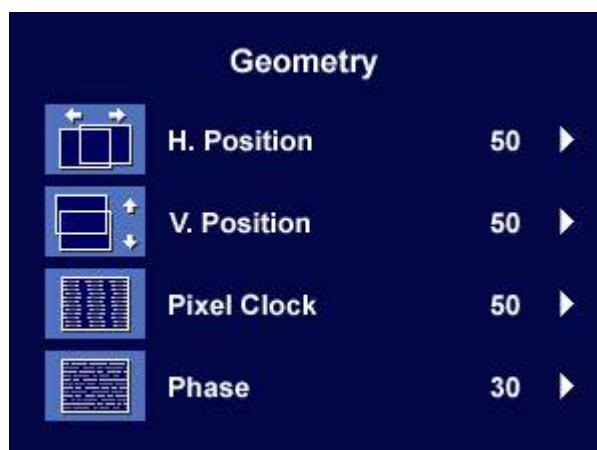 Geometry
H. Position 50
V. Position 50
Pixel Clock 50
Phase 30